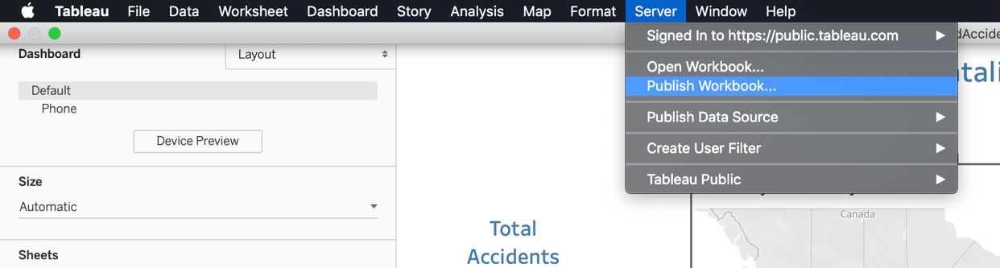 Tableau File Data Worksheet Dashboard Story Analysis Map Format Server Window Help
Signed In to https://public.tableau.com
Open Workbook...
Publish Workbook...
Publish Data Source
Create User Filter
Tableau Public
Dashboard
Layout
Default
Phone
Device Preview
Size
Automatic
Sheets
Total
Accidents
Canada